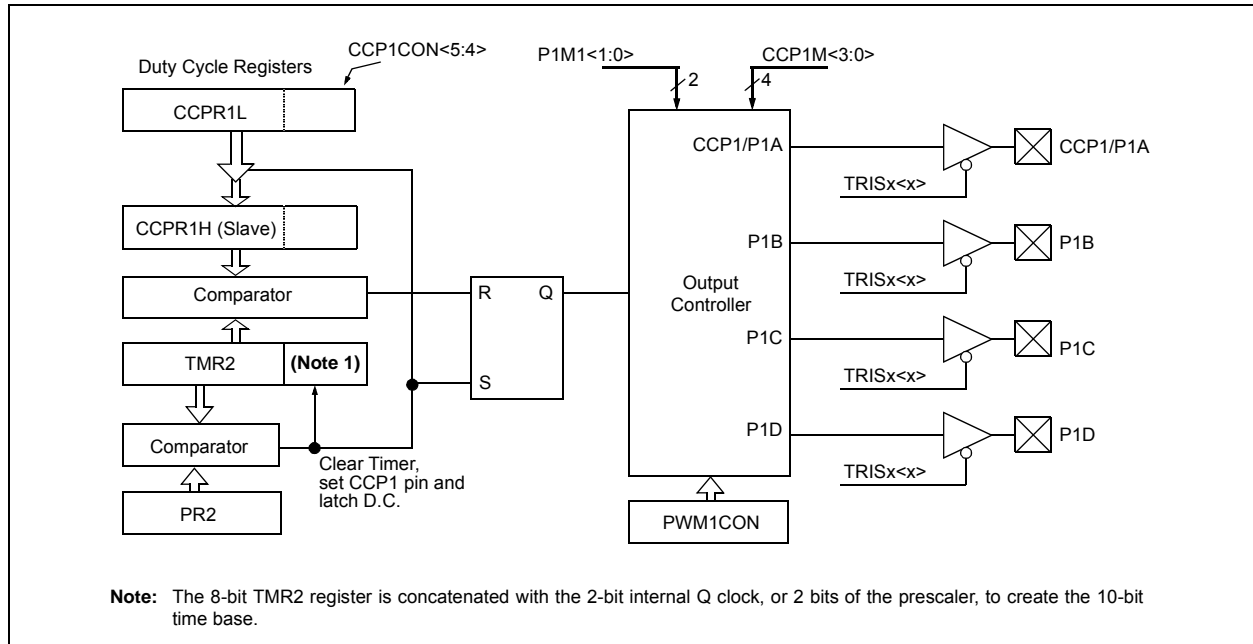 CCP1CON<5:4>
Duty Cycle Registers
CCPR1L
CCPR1H (Slave)
Comparator
TMR2
(Note 1)
Comparator
PR2
Clear Timer,
set CCP1 pin and
latch D.C.
R
Q
S
P1M1<1:0>
2
CCP1M<3:0>
4
Output
Controller
CCP1/P1A
P1B
P1C
P1D
PWM1CON
TRISx<x>
CCP1/P1A
TRISx<x>
P1B
TRISx<x>
P1C
TRISx<x>
P1D
Note: The 8-bit TMR2 register is concatenated with the 2-bit internal Q clock, or 2 bits of the prescaler, to create the 10-bit
time base.